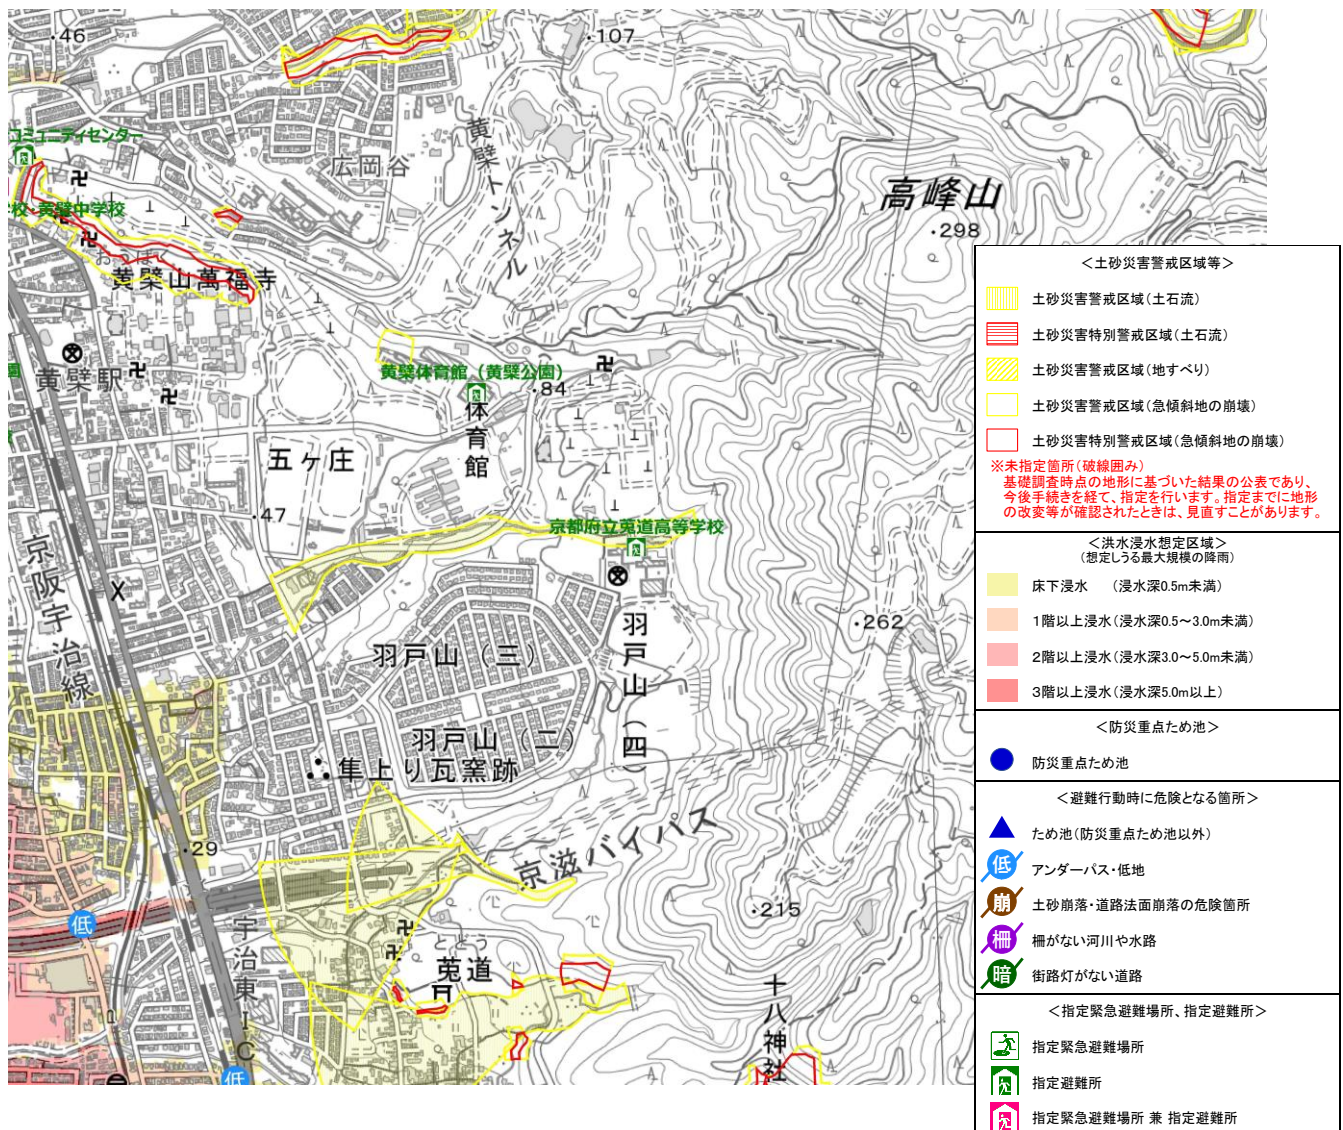 ・46
・107
コミュニティセンター
広岡谷
黄檗トンネル
高峰山
・298
校・黄檗中学校
おうばく
黄檗山萬福寺
黄檗駅
園
黄檗体育館（黄檗公園）
・84
体育館
五ヶ庄
・47
京阪宇治線
京都府立莵道高等学校
羽戸山（三）
羽戸山（四）
・262
羽戸山（二）
隼上り瓦窯跡
・29
京滋バイパス
低
宇治東IC
・215
とどう
莵道
十八神社
低
＜土砂災害警戒区域等＞
土砂災害警戒区域（土石流）
土砂災害特別警戒区域（土石流）
土砂災害警戒区域（地すべり）
土砂災害警戒区域（急傾斜地の崩壊）
土砂災害特別警戒区域（急傾斜地の崩壊）
※未指定箇所（破線囲み）
基礎調査時点の地形に基づいた結果の公表であり、
今後手続きを経て、指定を行います。指定までに地形
の改変等が確認されたときは、見直すことがあります。
＜洪水浸水想定区域＞
（想定しうる最大規模の降雨）
床下浸水　（浸水深0.5m未満）
1階以上浸水（浸水深0.5～3.0m未満）
2階以上浸水（浸水深3.0～5.0m未満）
3階以上浸水（浸水深5.0m以上）
＜防災重点ため池＞
防災重点ため池
＜避難行動時に危険となる箇所＞
ため池（防災重点ため池以外）
低 アンダーパス・低地
崩 土砂崩落・道路法面崩落の危険箇所
柵 柵がない河川や水路
暗 街路灯がない道路
＜指定緊急避難場所、指定避難所＞
指定緊急避難場所
指定避難所
指定緊急避難場所 兼 指定避難所